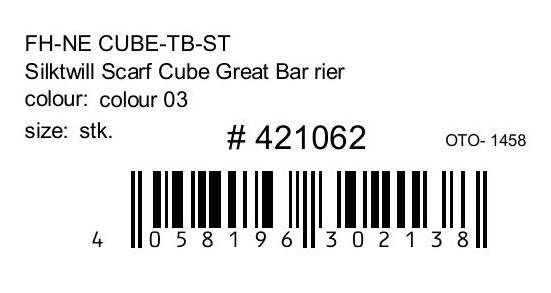 FH-NE CUBE-TB-ST
Silktwill Scarf Cube Great Bar rier
colour: colour 03
size: stk.
# 421062
OTO- 1458
4 058196 302138